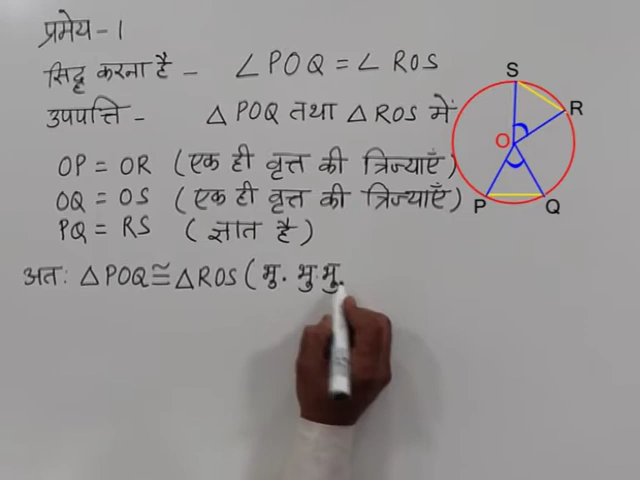 प्रमेय-1
सिद्ध करना है - ∠POQ = ∠ROS
उपपत्ति - △POQ तथा △ROS में
OP = OR (एक ही वृत्त की त्रिज्याएँ)
OQ = OS (एक ही वृत्त की त्रिज्याएँ)
PQ = RS (ज्ञात है)
अतः △POQ ≅ △ROS (भु. भु. भु.
S
R
O
P
Q